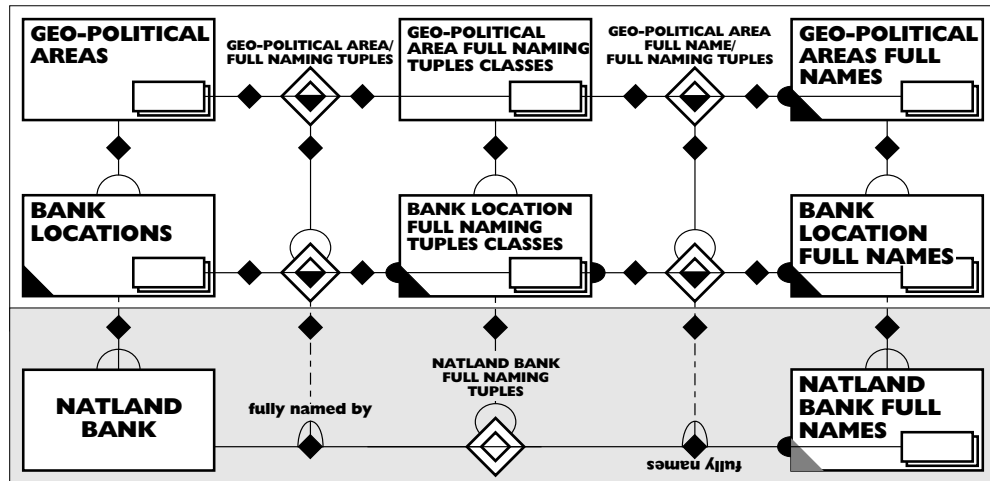 GEO-POLITICAL
AREAS
GEO-POLITICAL AREA/
FULL NAMING TUPLES
GEO-POLITICAL
AREA FULL NAMING
TUPLES CLASSES
GEO-POLITICAL AREA
FULL NAME/
FULL NAMING TUPLES
GEO-POLITICAL
AREAS FULL
NAMES
BANK
LOCATIONS
BANK LOCATION
FULL NAMING
TUPLES CLASSES
BANK
LOCATION
FULL NAMES
NATLAND
BANK
fully named by
NATLAND BANK
FULL NAMING
TUPLES
fully names
NATLAND
BANK FULL
NAMES